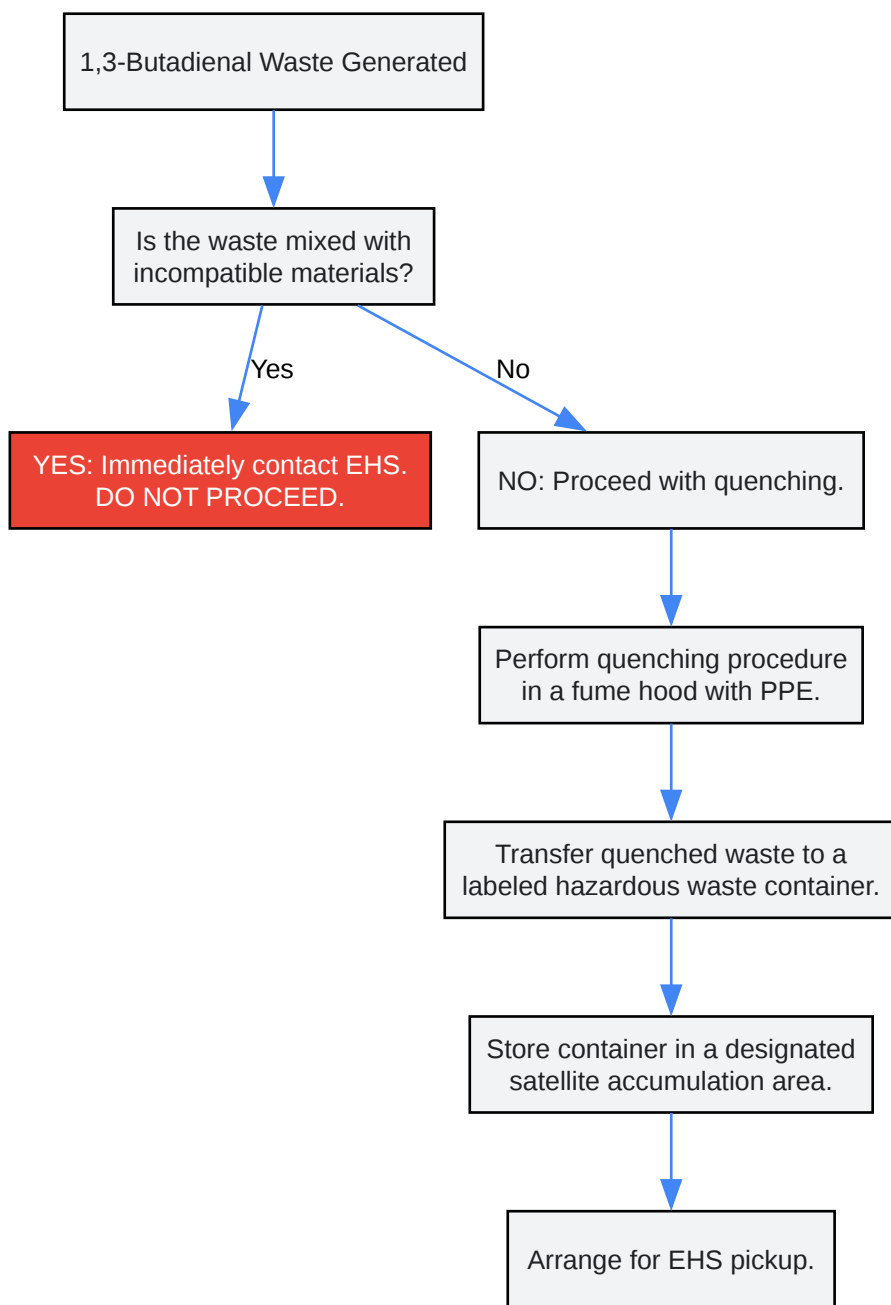 1,3-Butadienal Waste Generated
Is the waste mixed with
incompatible materials?
Yes
No
YES: Immediately contact EHS.
DO NOT PROCEED.
NO: Proceed with quenching.
Perform quenching procedure
in a fume hood with PPE.
Transfer quenched waste to a
labeled hazardous waste container.
Store container in a designated
satellite accumulation area.
Arrange for EHS pickup.